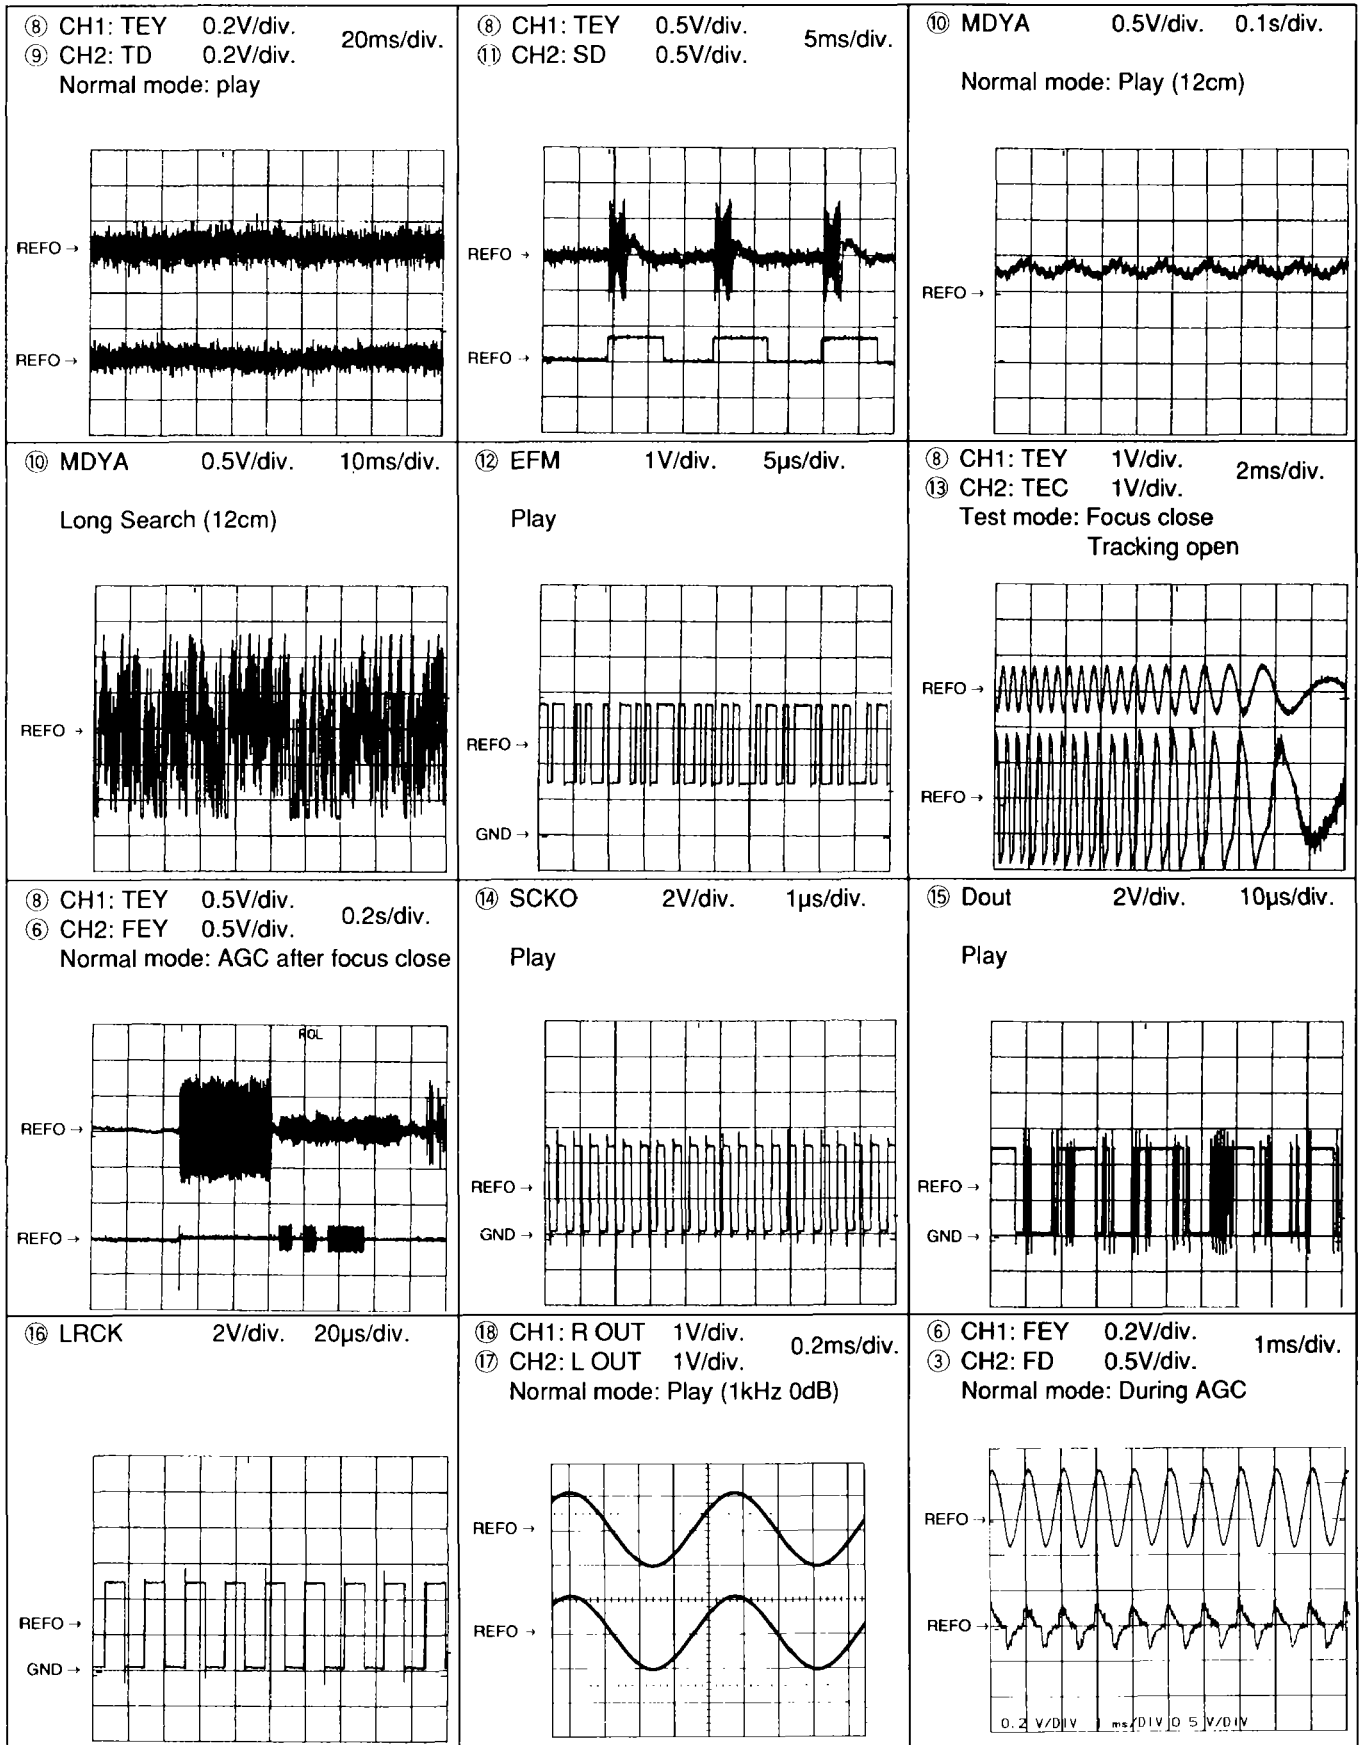 ⑧ CH1: TEY 0.2V/div. 20ms/div.
⑨ CH2: TD 0.2V/div.
Normal mode: play
REFO →
REFO →
⑧ CH1: TEY 0.5V/div. 5ms/div.
⑪ CH2: SD 0.5V/div.
REFO →
REFO →
⑩ MDYA 0.5V/div. 0.1s/div.
Normal mode: Play (12cm)
REFO →
⑩ MDYA 0.5V/div. 10ms/div.
Long Search (12cm)
REFO →
⑫ EFM 1V/div. 5µs/div.
Play
REFO →
GND →
⑧ CH1: TEY 1V/div. 2ms/div.
⑬ CH2: TEC 1V/div.
Test mode: Focus close
Tracking open
REFO →
REFO →
⑧ CH1: TEY 0.5V/div. 0.2s/div.
⑥ CH2: FEY 0.5V/div.
Normal mode: AGC after focus close
ROL
REFO →
REFO →
⑭ SCKO 2V/div. 1µs/div.
Play
REFO →
GND →
⑮ Dout 2V/div. 10µs/div.
Play
REFO →
GND →
⑯ LRCK 2V/div. 20µs/div.
REFO →
GND →
⑱ CH1: R OUT 1V/div. 0.2ms/div.
⑰ CH2: L OUT 1V/div.
Normal mode: Play (1kHz 0dB)
REFO →
REFO →
⑥ CH1: FEY 0.2V/div. 1ms/div.
③ CH2: FD 0.5V/div.
Normal mode: During AGC
REFO →
REFO →
0.2 V/DIV 1 ms/DIV 0 5 V/DIV